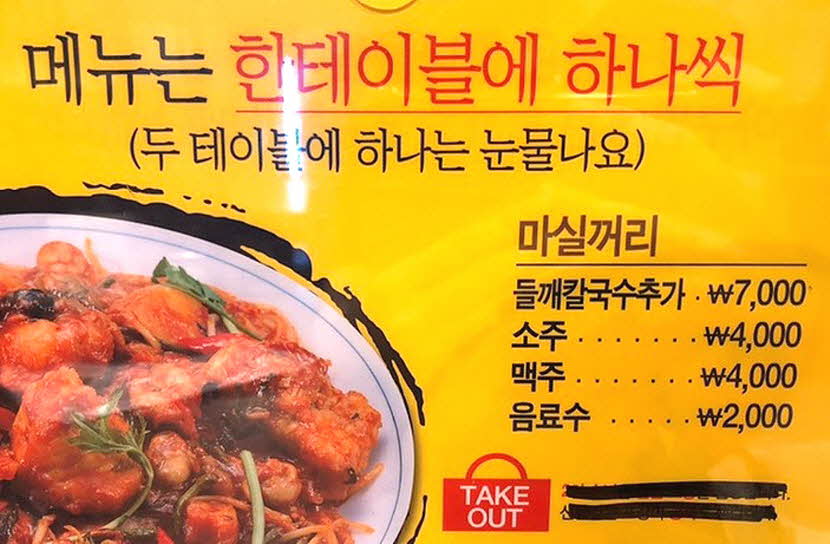 메뉴는 한테이블에 하나씩
(두 테이블에 하나는 눈물나요)
마실꺼리
들깨칼국수추가 · ₩7,000
소주 · · · · · · ₩4,000
맥주 · · · · · · · ₩4,000
음료수 · · · · · ₩2,000
TAKE
OUT